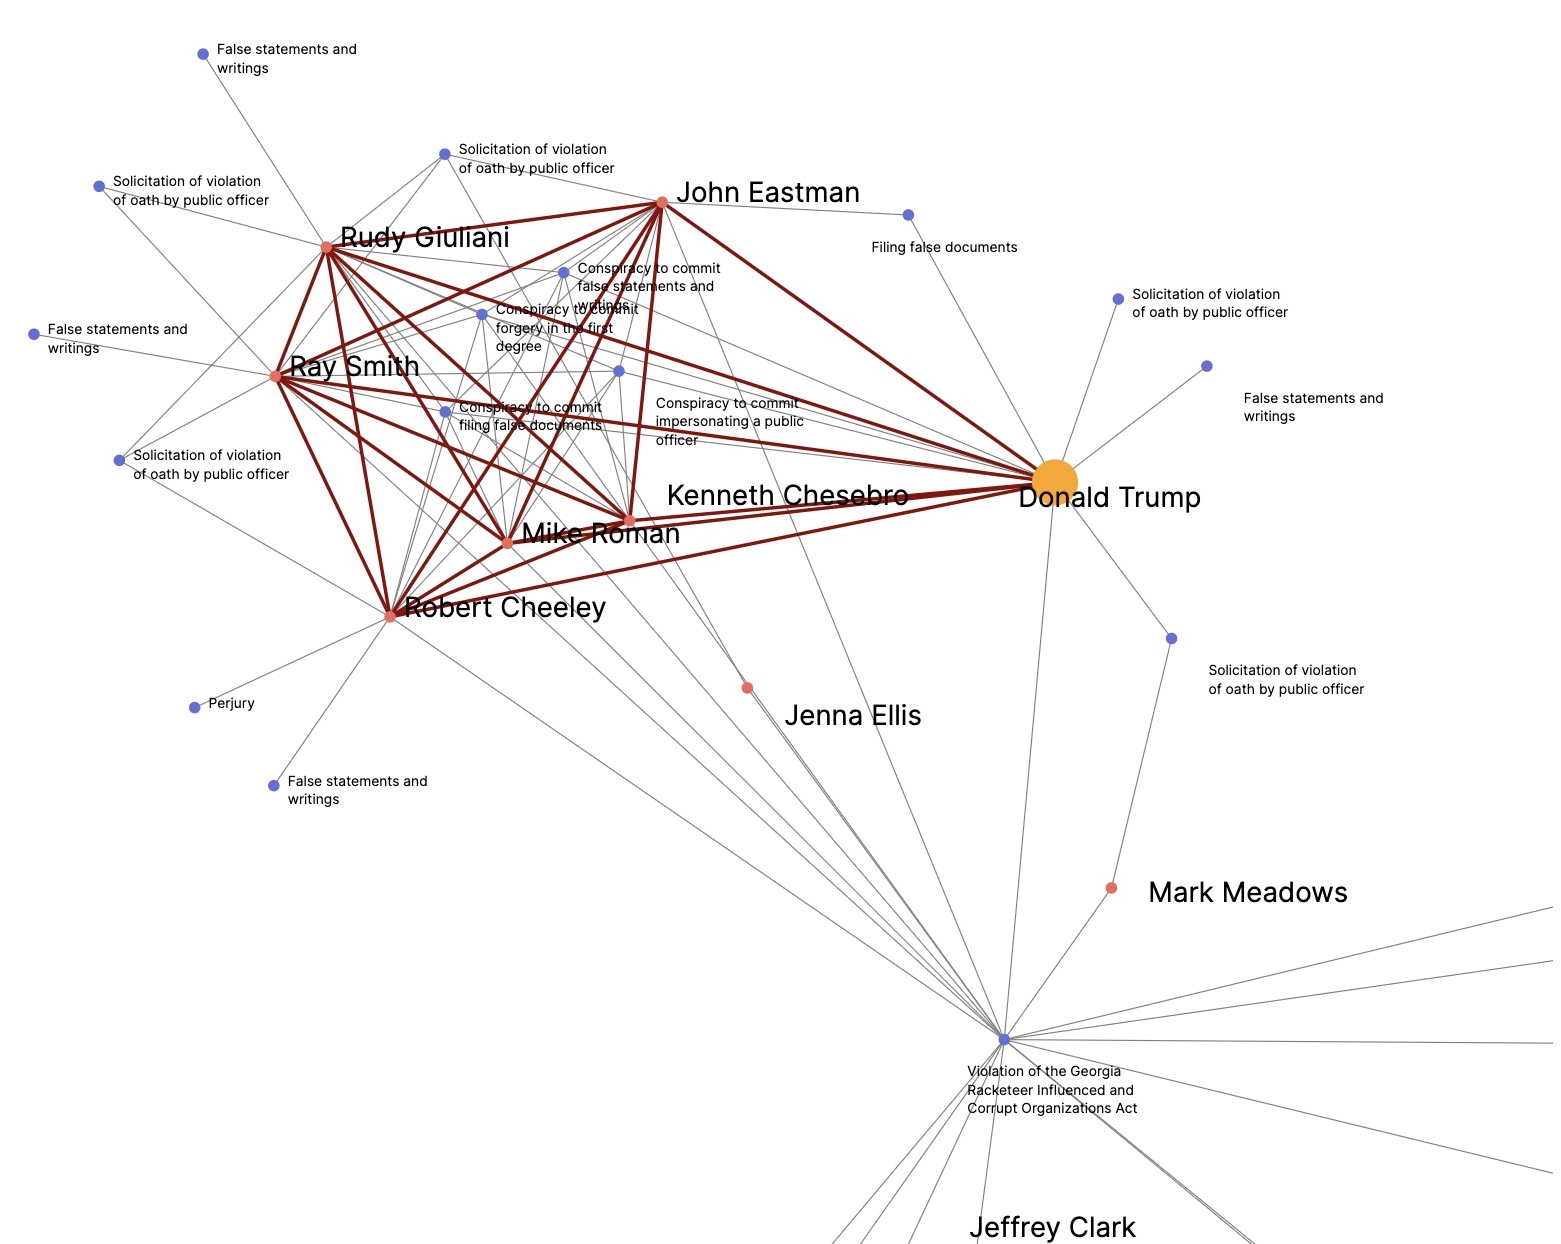 False statements and
writings
Solicitation of violation
of oath by public officer
Solicitation of violation
of oath by public officer
John Eastman
Rudy Giuliani
Filing false documents
Conspiracy to commit
false statements and
writings
Solicitation of violation
of oath by public officer
Conspiracy to commit
forgery in the first
degree
False statements and
writings
Ray Smith
Conspiracy to commit
filing false documents
Conspiracy to commit
impersonating a public
officer
False statements and
writings
Solicitation of violation
of oath by public officer
Kenneth Chesebro
Donald Trump
Mike Roman
Robert Cheeley
Solicitation of violation
of oath by public officer
Perjury
Jenna Ellis
False statements and
writings
Mark Meadows
Violation of the Georgia
Racketeer Influenced and
Corrupt Organizations Act
Jeffrey Clark